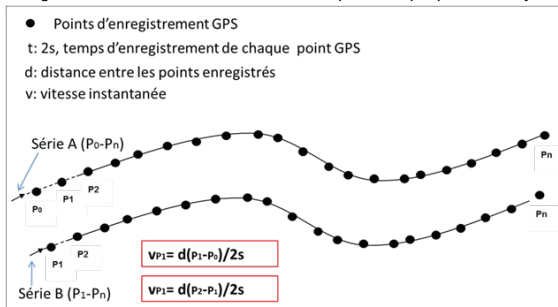 ● Points d'enregistrement GPS
t: 2s, temps d'enregistrement de chaque point GPS
d: distance entre les points enregistrés
v: vitesse instantanée
Série A (P0-Pn)
P0
P1
P2
Pn
P1
P2
Pn
Série B (P1-Pn)
vP1= d(P1-P0)/2s
vP1= d(P2-P1)/2s